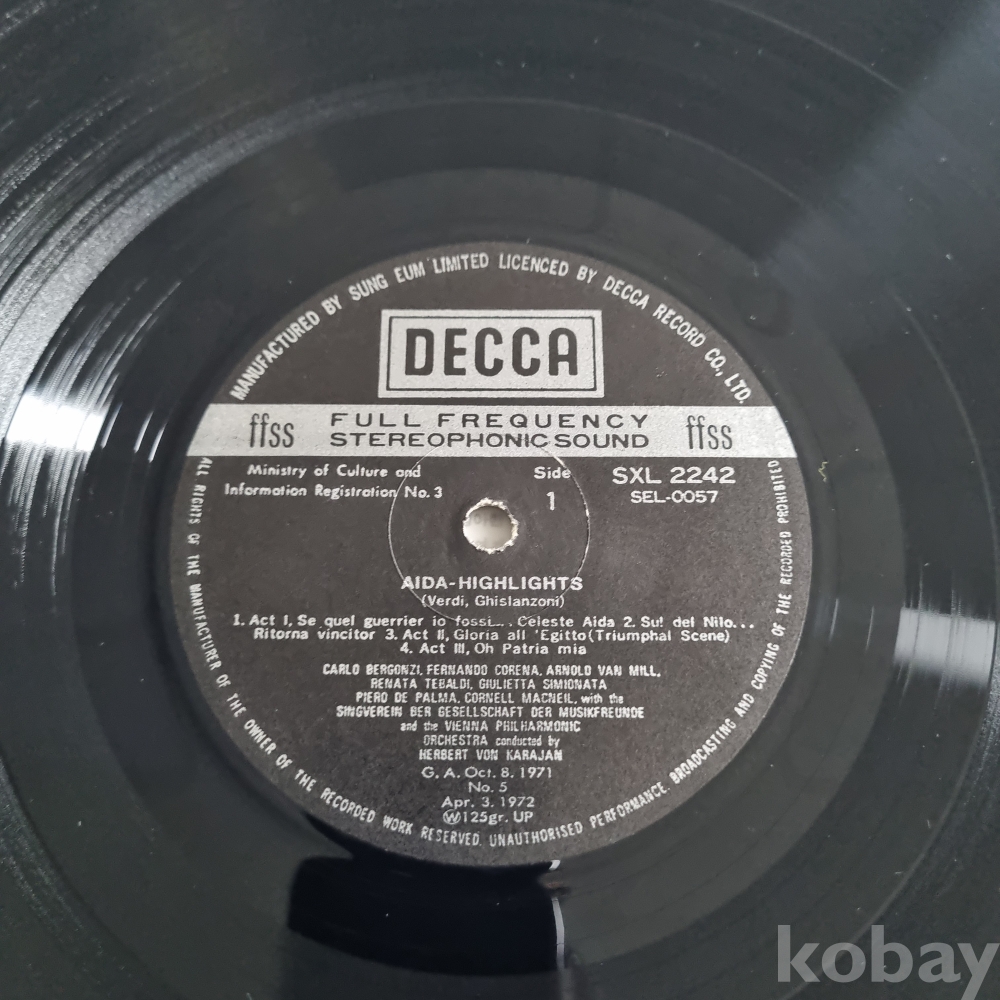 MANUFACTURED BY SUNG EUM LIMITED LICENCED BY DECCA RECORD CO., LTD.
DECCA
ffss FULL FREQUENCY STEREOPHONIC SOUND ffss
Ministry of Culture and
Information Registration No. 3
Side
1
SXL 2242
SEL-0057
AIDA-HIGHLIGHTS
(Verdi, Ghislanzoni)
1. Act I, Se quel guerrier io fossi... Celeste Aida 2. Su! del Nilo...
Ritorna vincitor 3. Act II, Gloria all 'Egitto (Triumphal Scene)
4. Act III, Oh Patria mia
CARLO BERGONZI, FERNANDO CORENA, ARNOLD VAN MILL,
RENATA TEBALDI, GIULIETTA SIMIONATA
PIERO DE PALMA, CORNELL MACNEIL, with the
SINGVEREIN BER GESELLSCHAFT DER MUSIKFREUNDE
and the VIENNA PHILHARMONIC
ORCHESTRA conducted by
HERBERT VON KARAJAN
G. A. Oct. 8. 1971
No. 5
Apr. 3. 1972
Ⓦ125gr. UP
ALL RIGHTS OF THE MANUFACTURER OF THE OWNER OF THE RECORDED WORK RESERVED. UNAUTHORISED PERFORMANCE. BROADCASTING AND COPYING OF THE RECORDED PROHIBITED
kobay